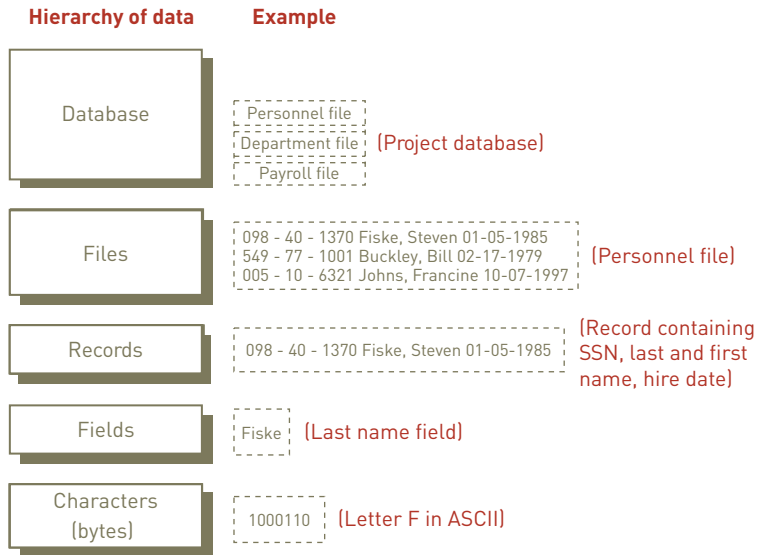 Hierarchy of data
Example
Database
Personnel file
Department file
Payroll file
(Project database)
Files
098 - 40 - 1370 Fiske, Steven 01-05-1985
549 - 77 - 1001 Buckley, Bill 02-17-1979
005 - 10 - 6321 Johns, Francine 10-07-1997
(Personnel file)
Records
098 - 40 - 1370 Fiske, Steven 01-05-1985
(Record containing
SSN, last and first
name, hire date)
Fields
Fiske
(Last name field)
Characters
(bytes)
1000110
(Letter F in ASCII)